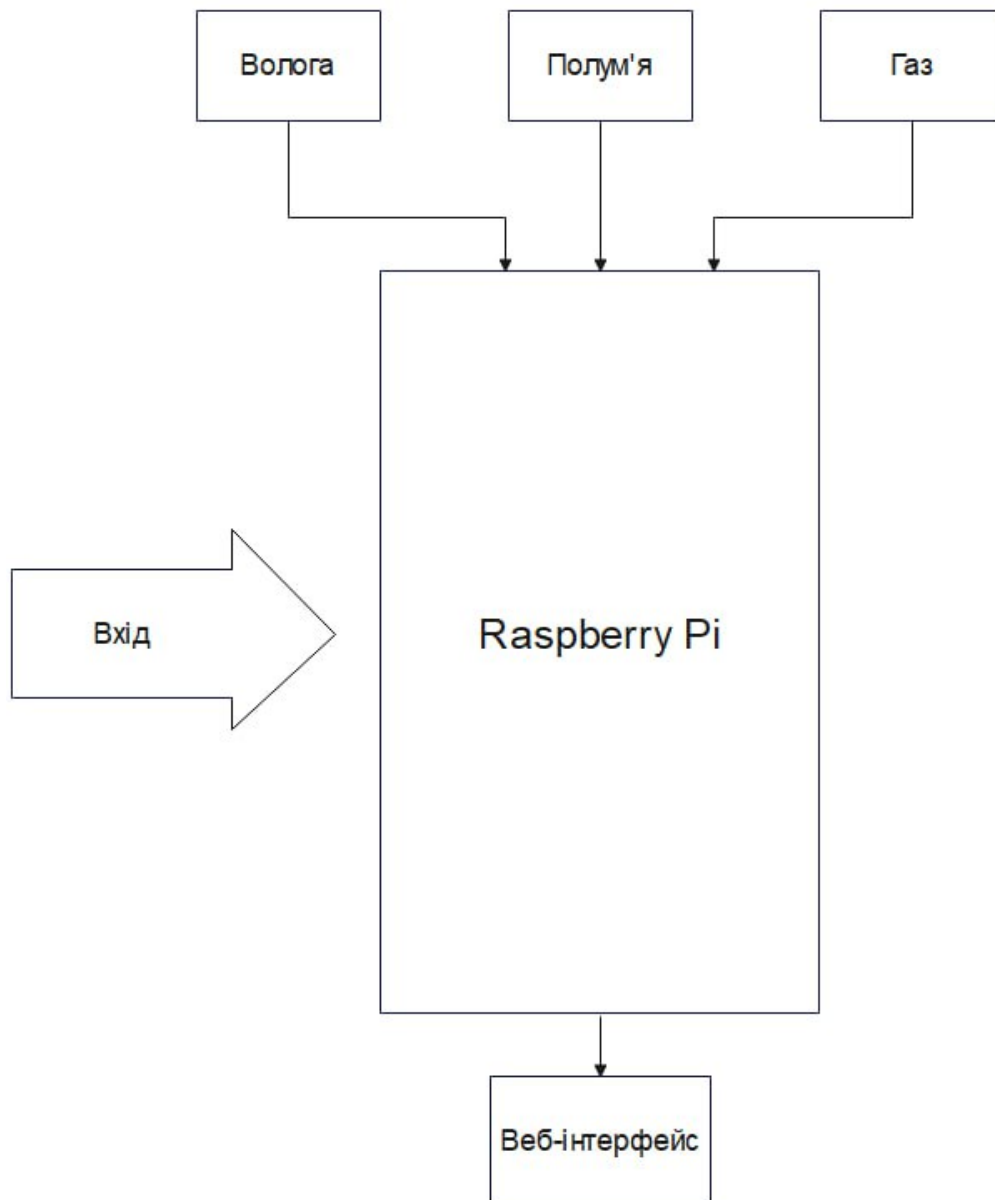 Волога
Полум'я
Газ
Вхід
Raspberry Pi
Веб-інтерфейс